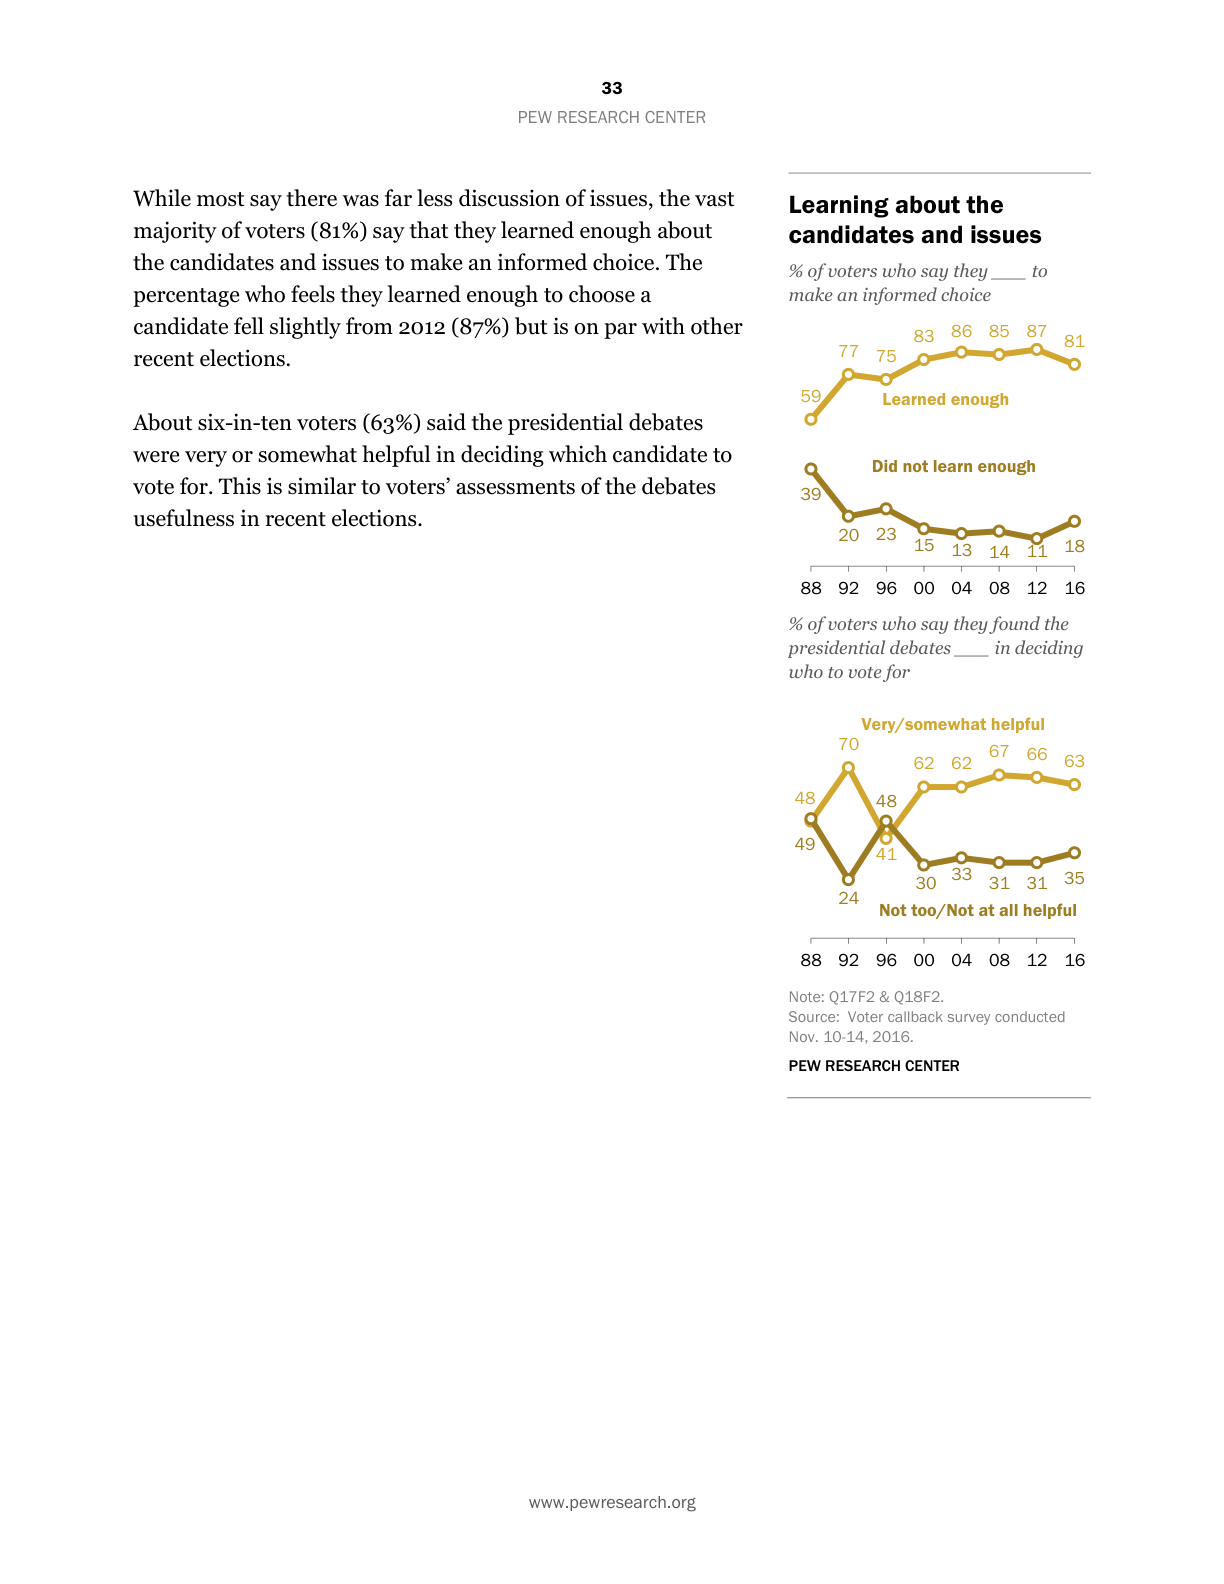 33
PEW RESEARCH CENTER
While most say there was far less discussion of issues, the vast
majority of voters (81%) say that they learned enough about
the candidates and issues to make an informed choice. The
percentage who feels they learned enough to choose a
candidate fell slightly from 2012 (87%) but is on par with other
recent elections.
About six-in-ten voters (63%) said the presidential debates
were very or somewhat helpful in deciding which candidate to
vote for. This is similar to voters’ assessments of the debates
usefulness in recent elections.
Learning about the
candidates and issues
% of voters who say they ___ to
make an informed choice
59 77 75 83 86 85 87 81
Learned enough
Did not learn enough
39 20 23 15 13 14 11 18
88 92 96 00 04 08 12 16
% of voters who say they found the
presidential debates ___ in deciding
who to vote for
Very/somewhat helpful
48 70 41 62 62 67 66 63
49 24 48 30 33 31 31 35
Not too/Not at all helpful
88 92 96 00 04 08 12 16
Note: Q17F2 & Q18F2.
Source: Voter callback survey conducted
Nov. 10-14, 2016.
PEW RESEARCH CENTER
www.pewresearch.org